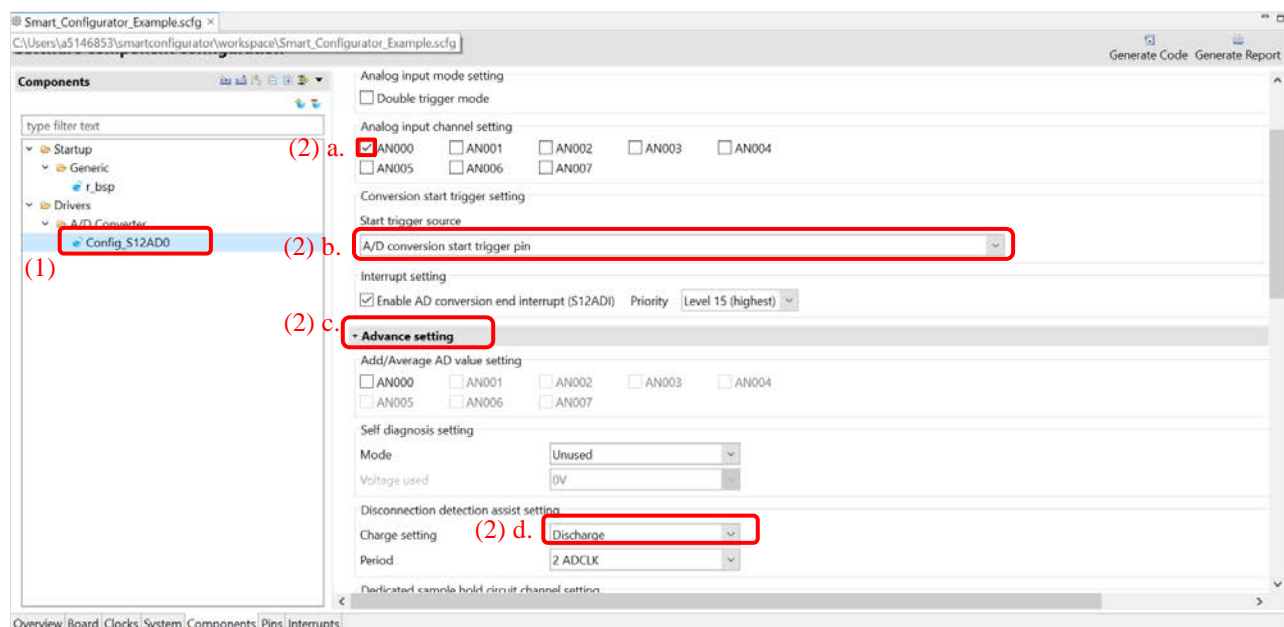 Smart_Configurator_Example.scfg ×
C:\Users\a5146853\smartconfigurator\workspace\Smart_Configurator_Example.scfg
Generate Code Generate Report
Components
type filter text
Startup
Generic
r_bsp
Drivers
A/D Converter
Config_S12AD0
(1)
Analog input mode setting
Double trigger mode
Analog input channel setting
(2) a. AN000 AN001 AN002 AN003 AN004
AN005 AN006 AN007
Conversion start trigger setting
Start trigger source
(2) b. A/D conversion start trigger pin
Interrupt setting
Enable AD conversion end interrupt (S12ADI) Priority Level 15 (highest)
(2) c. Advance setting
Add/Average AD value setting
AN000 AN001 AN002 AN003 AN004
AN005 AN006 AN007
Self diagnosis setting
Mode Unused
Voltage used 0V
Disconnection detection assist setting
Charge setting (2) d. Discharge
Period 2 ADCLK
Dedicated sample hold circuit channel setting
Overview Board Clocks System Components Pins Interrupts